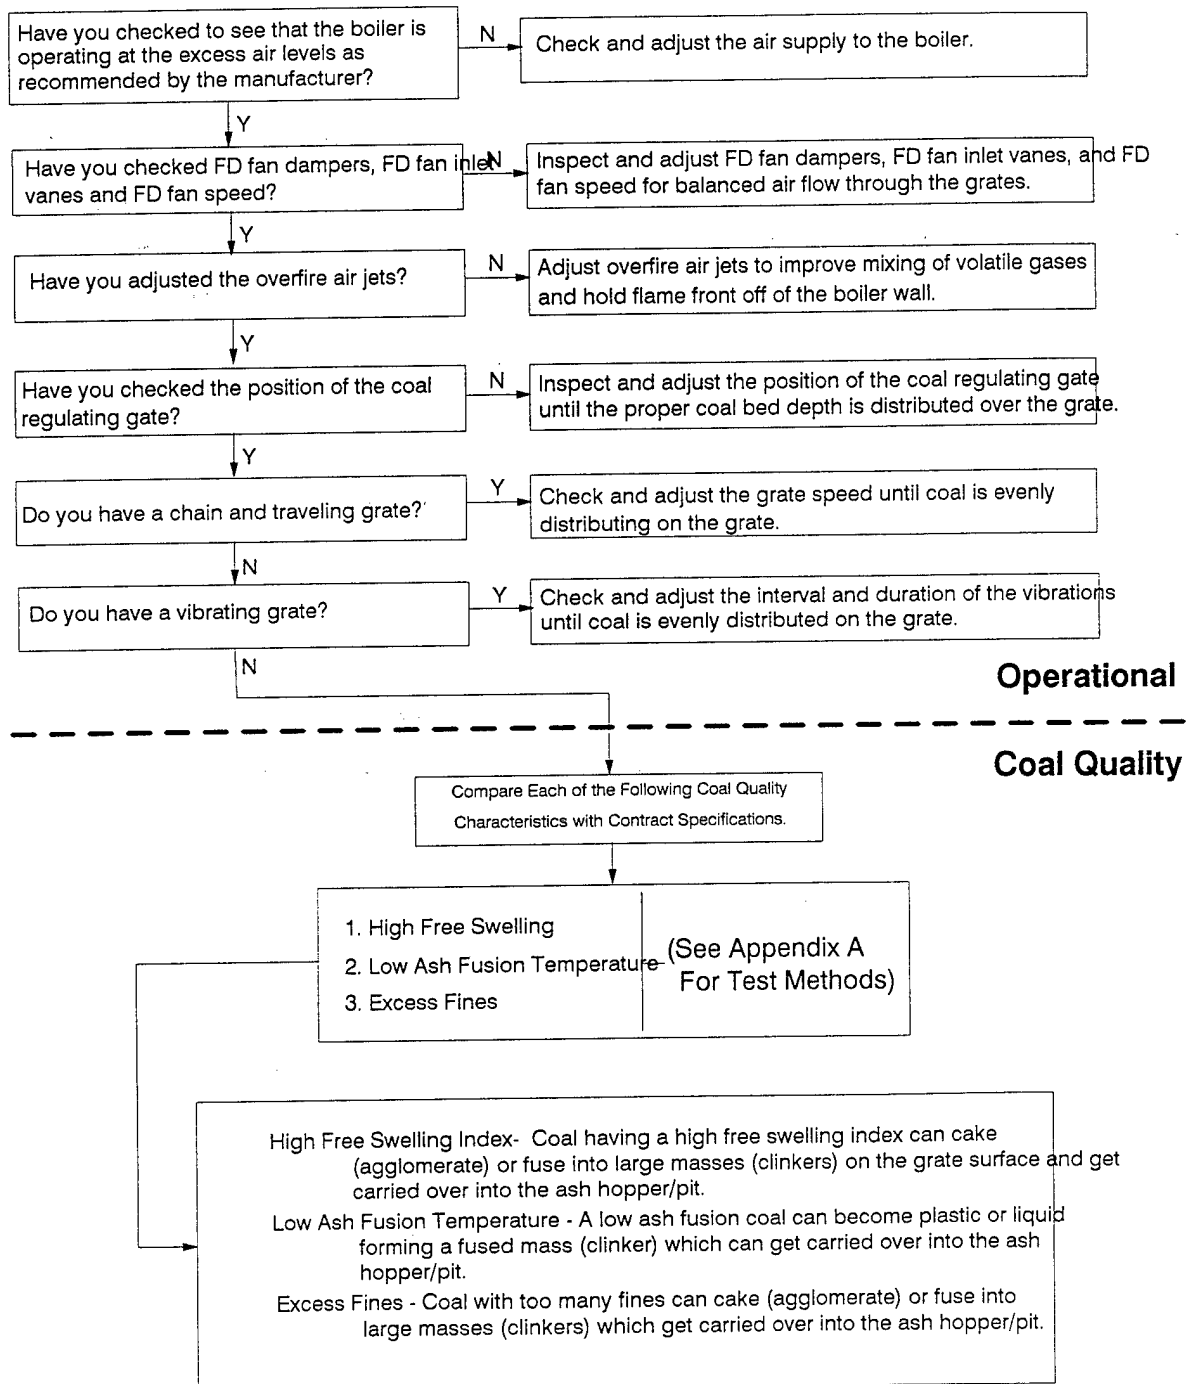 Have you checked to see that the boiler is
operating at the excess air levels as
recommended by the manufacturer?
N
Check and adjust the air supply to the boiler.
Y
Have you checked FD fan dampers, FD fan inlet
vanes and FD fan speed?
N
Inspect and adjust FD fan dampers, FD fan inlet vanes, and FD
fan speed for balanced air flow through the grates.
Y
Have you adjusted the overfire air jets?
N
Adjust overfire air jets to improve mixing of volatile gases
and hold flame front off of the boiler wall.
Y
Have you checked the position of the coal
regulating gate?
N
Inspect and adjust the position of the coal regulating gate
until the proper coal bed depth is distributed over the grate.
Y
Do you have a chain and traveling grate?
Y
Check and adjust the grate speed until coal is evenly
distributing on the grate.
N
Do you have a vibrating grate?
Y
Check and adjust the interval and duration of the vibrations
until coal is evenly distributed on the grate.
N
Operational
Coal Quality
Compare Each of the Following Coal Quality
Characteristics with Contract Specifications.
1. High Free Swelling
2. Low Ash Fusion Temperature
3. Excess Fines
(See Appendix A
For Test Methods)
High Free Swelling Index- Coal having a high free swelling index can cake
(agglomerate) or fuse into large masses (clinkers) on the grate surface and get
carried over into the ash hopper/pit.
Low Ash Fusion Temperature - A low ash fusion coal can become plastic or liquid
forming a fused mass (clinker) which can get carried over into the ash
hopper/pit.
Excess Fines - Coal with too many fines can cake (agglomerate) or fuse into
large masses (clinkers) which get carried over into the ash hopper/pit.